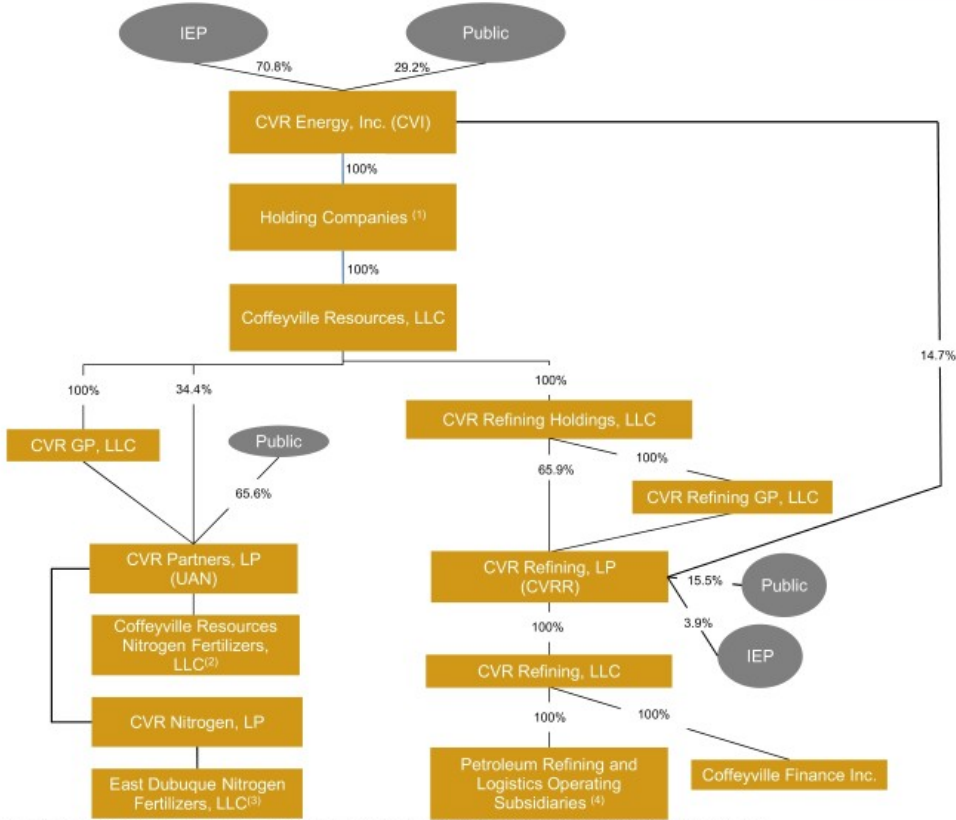 IEP
Public
70.8%
29.2%
CVR Energy, Inc. (CVI)
100%
Holding Companies (1)
100%
Coffeyville Resources, LLC
14.7%
100%
34.4%
100%
CVR GP, LLC
Public
CVR Refining Holdings, LLC
65.6%
65.9%
100%
CVR Refining GP, LLC
CVR Partners, LP
(UAN)
CVR Refining, LP
(CVRR)
15.5%
Public
Coffeyville Resources
Nitrogen Fertilizers,
LLC(2)
100%
3.9%
IEP
CVR Refining, LLC
CVR Nitrogen, LP
100%
100%
East Dubuque Nitrogen
Fertilizers, LLC(3)
Petroleum Refining and
Logistics Operating
Subsidiaries (4)
Coffeyville Finance Inc.